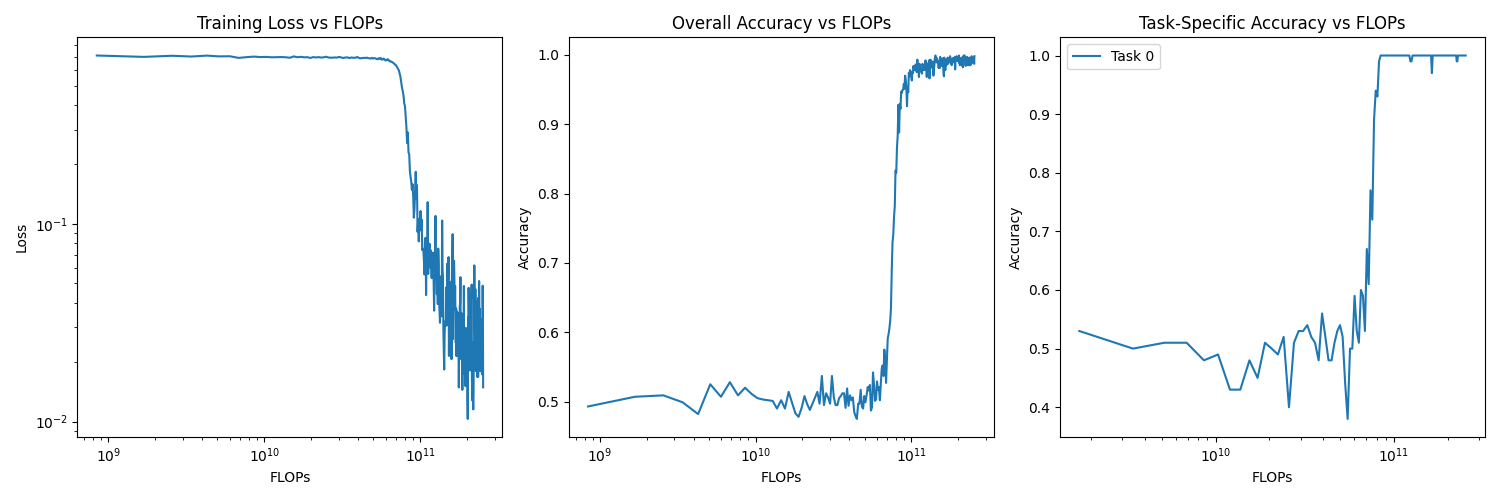 Training Loss vs FLOPs
Loss
10⁻¹
10⁻²
10⁹
10¹⁰
10¹¹
FLOPs
Overall Accuracy vs FLOPs
Accuracy
1.0
0.9
0.8
0.7
0.6
0.5
10⁹
10¹⁰
10¹¹
FLOPs
Task-Specific Accuracy vs FLOPs
Task 0
Accuracy
1.0
0.9
0.8
0.7
0.6
0.5
0.4
10¹⁰
10¹¹
FLOPs